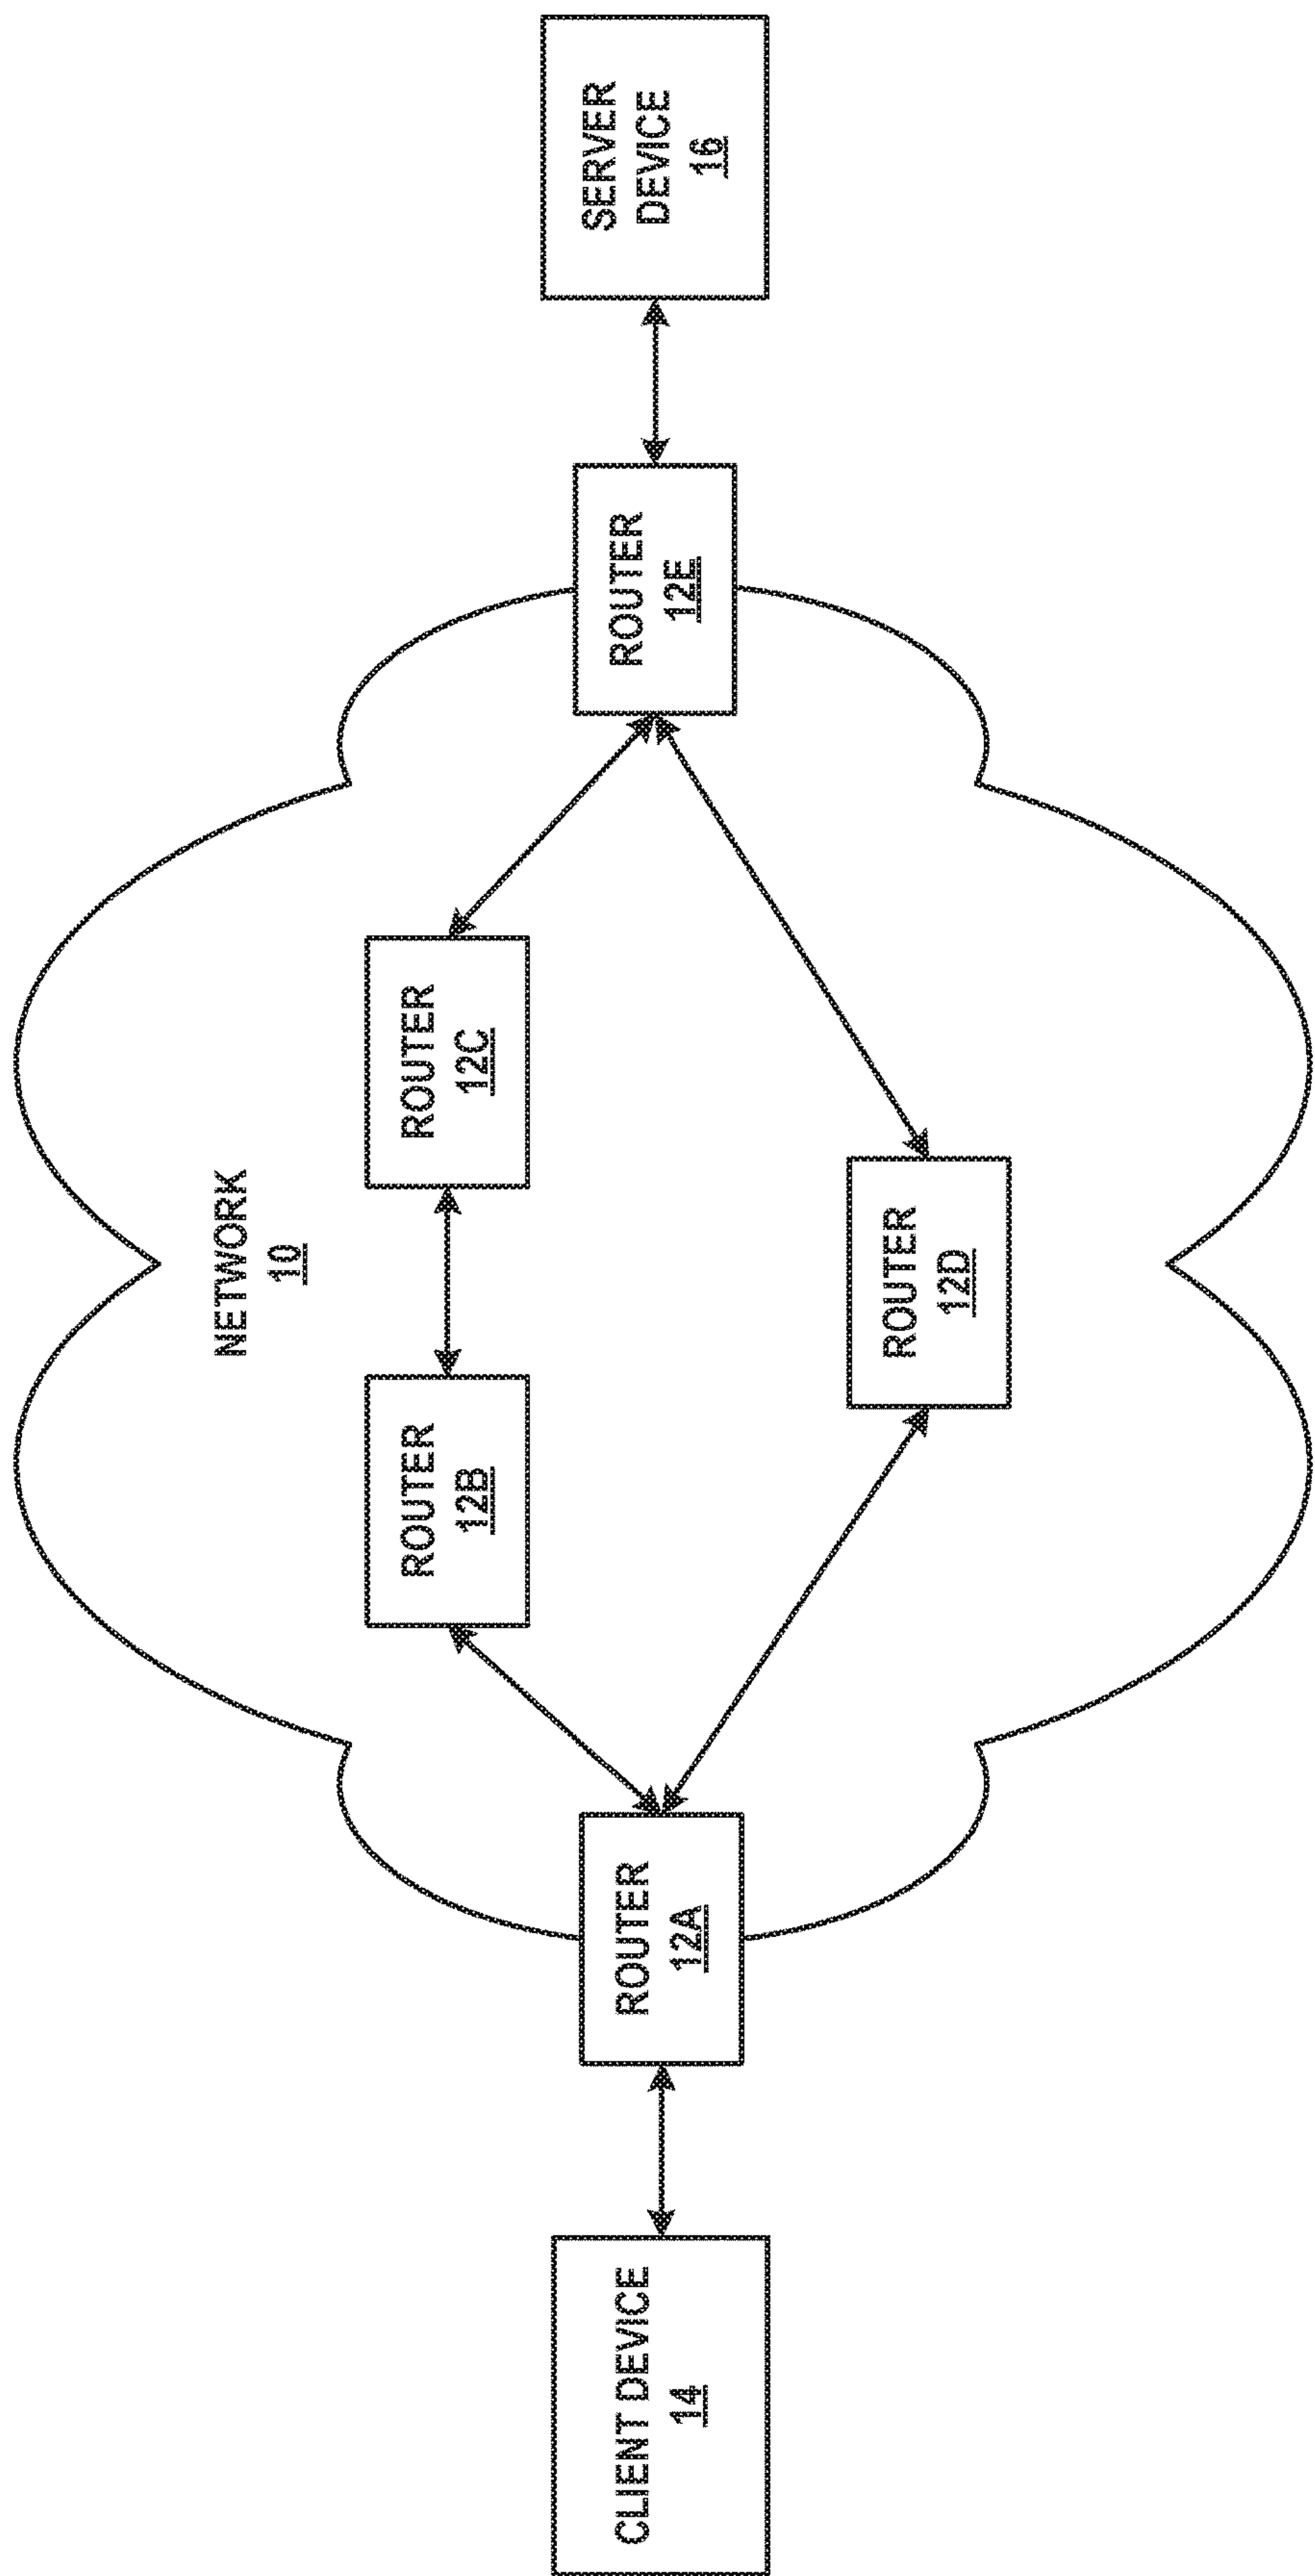 NETWORK
10
ROUTER
12B
ROUTER
12C
CLIENT DEVICE
14
ROUTER
12A
ROUTER
12E
SERVER
DEVICE
16
ROUTER
12D